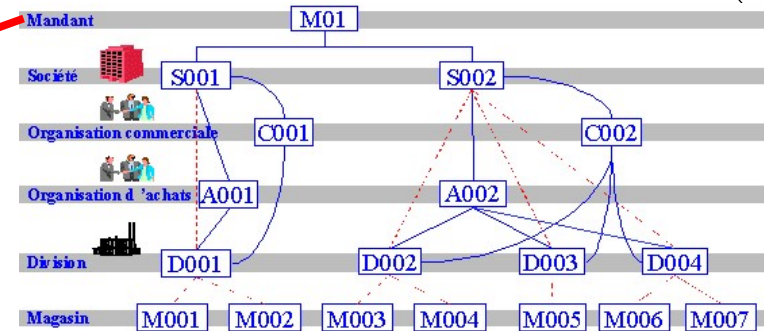 Mandant M01
Société S001 S002
Organisation commerciale C001 C002
Organisation d 'achats A001 A002
Division D001 D002 D003 D004
Magasin M001 M002 M003 M004 M005 M006 M007